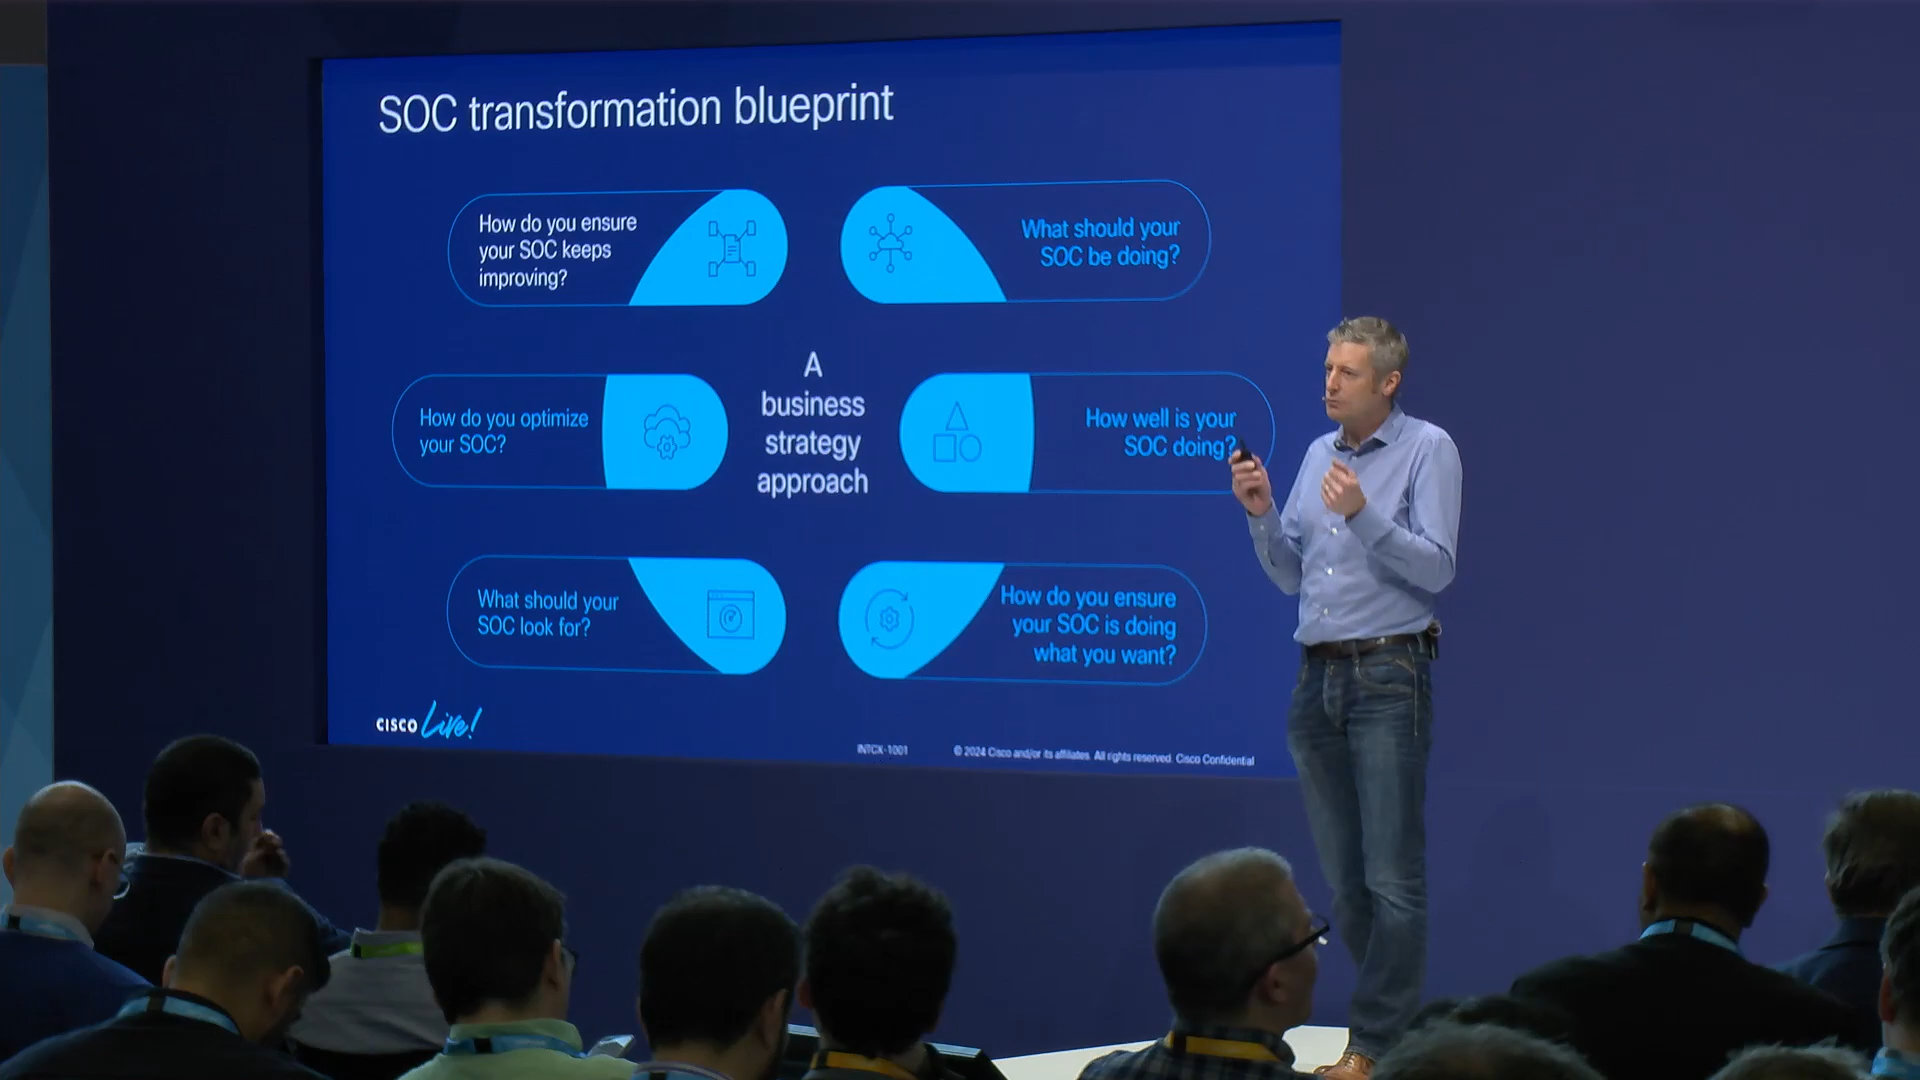 SOC transformation blueprint
How do you ensure
your SOC keeps
improving?
What should your
SOC be doing?
A
business
strategy
approach
How do you optimize
your SOC?
How well is your
SOC doing?
What should your
SOC look for?
How do you ensure
your SOC is doing
what you want?
CISCO Live!
INTCX-1001
© 2024 Cisco and/or its affiliates. All rights reserved. Cisco Confidential